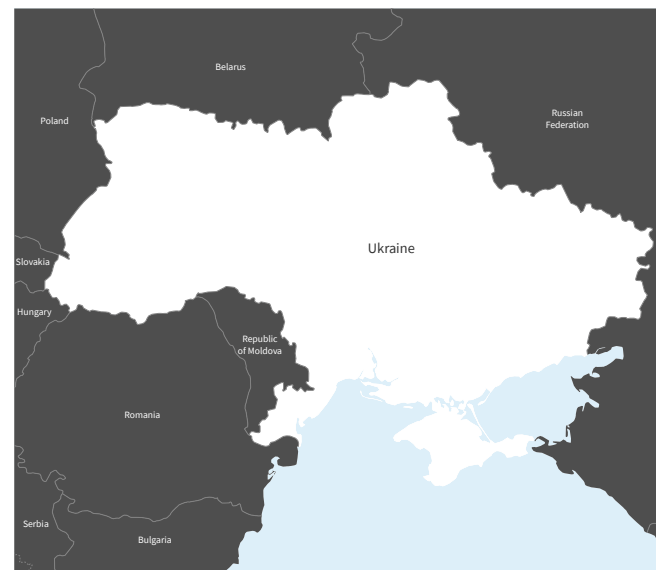 Belarus
Poland
Russian
Federation
Ukraine
Slovakia
Hungary
Republic
of Moldova
Romania
Serbia
Bulgaria